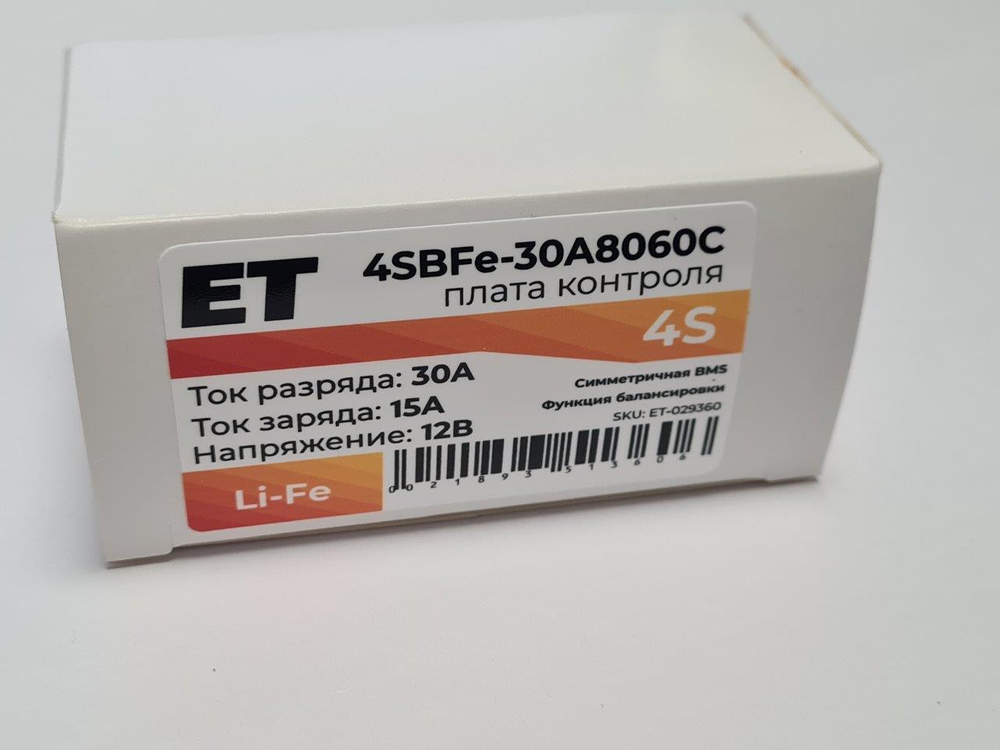 ET
4SBFe-30A8060C
плата контроля
4S
Ток разряда: 30А
Ток заряда: 15А
Напряжение: 12В
Симметричная BMS
Функция балансировки
SKU: ET-029360
Li-Fe
0021893513606